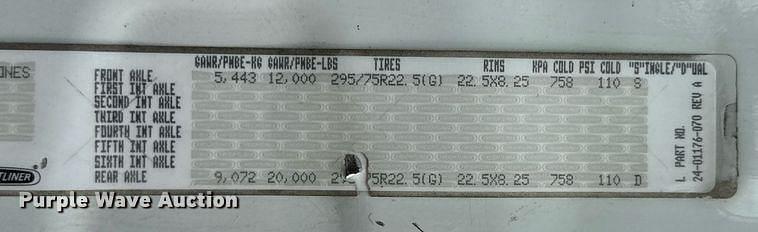 GAWR/PNBE-KG GAWR/PNBE-LBS TIRES RIMS KPA COLD PSI COLD "S"INGLE/"D"UAL
ONES
FRONT AXLE 5,443 12,000 295/75R22.5(G) 22.5X8.25 758 110 S
FIRST INT AXLE
SECOND INT AXLE
THIRD INT AXLE
FOURTH INT AXLE
FIFTH INT AXLE
SIXTH INT AXLE
REAR AXLE 9,072 20,000 75R22.5(G) 22.5X8.25 758 110 D
TLINER
L PART NO.
24-01176-070 REV A
Purple Wave Auction